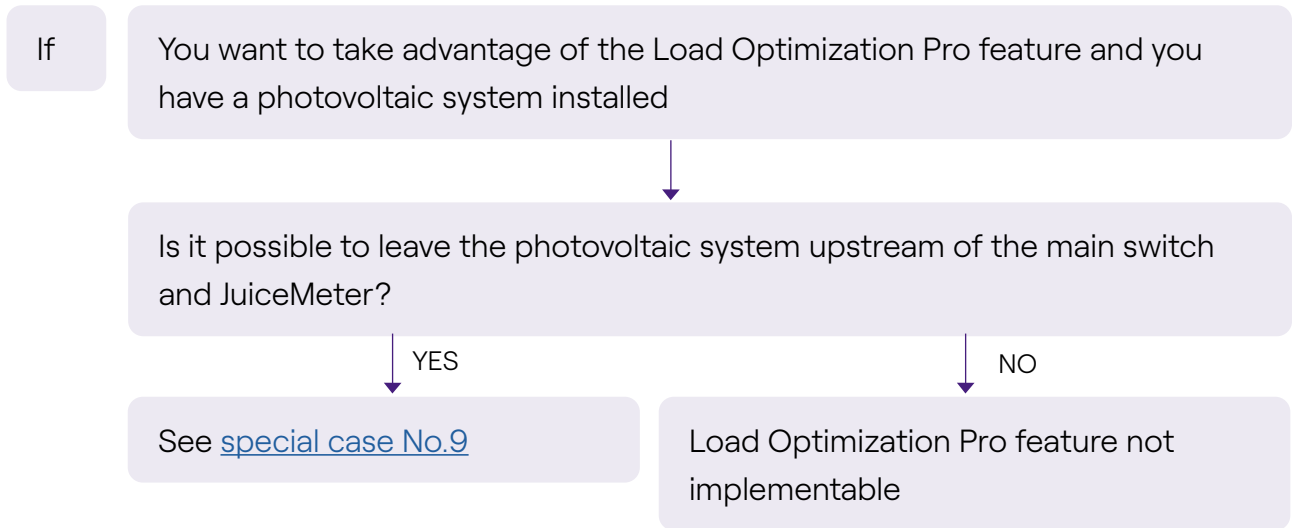 If
You want to take advantage of the Load Optimization Pro feature and you
have a photovoltaic system installed
Is it possible to leave the photovoltaic system upstream of the main switch
and JuiceMeter?
YES
NO
See special case No.9
Load Optimization Pro feature not
implementable